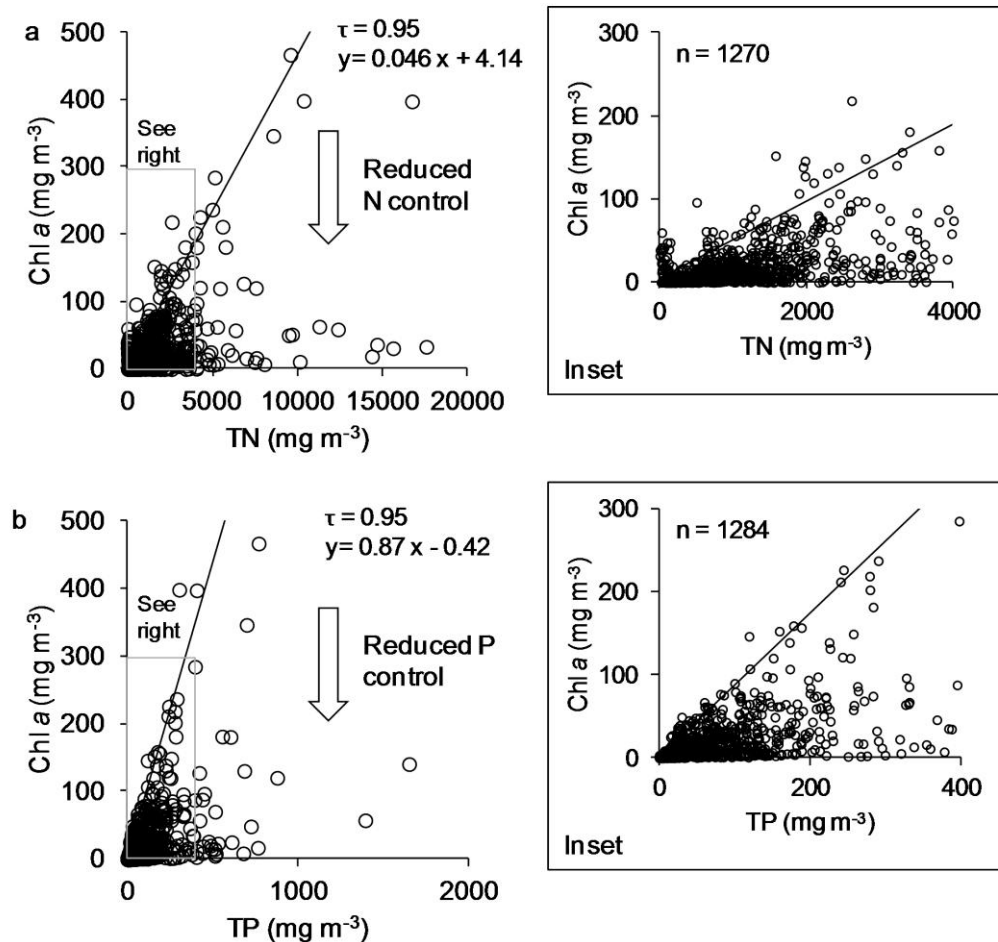 a
500
400
300
200
100
0
Chl a (mg m-3)
τ = 0.95
y= 0.046 x + 4.14
See
right
Reduced
N control
0 5000 10000 15000 20000
TN (mg m-3)
300
200
100
0
Chl a (mg m-3)
n = 1270
0 2000 4000
TN (mg m-3)
Inset
b
500
400
300
200
100
0
Chl a (mg m-3)
τ = 0.95
y= 0.87 x - 0.42
See
right
Reduced P
control
0 1000 2000
TP (mg m-3)
300
200
100
0
Chl a (mg m-3)
n = 1284
0 200 400
TP (mg m-3)
Inset